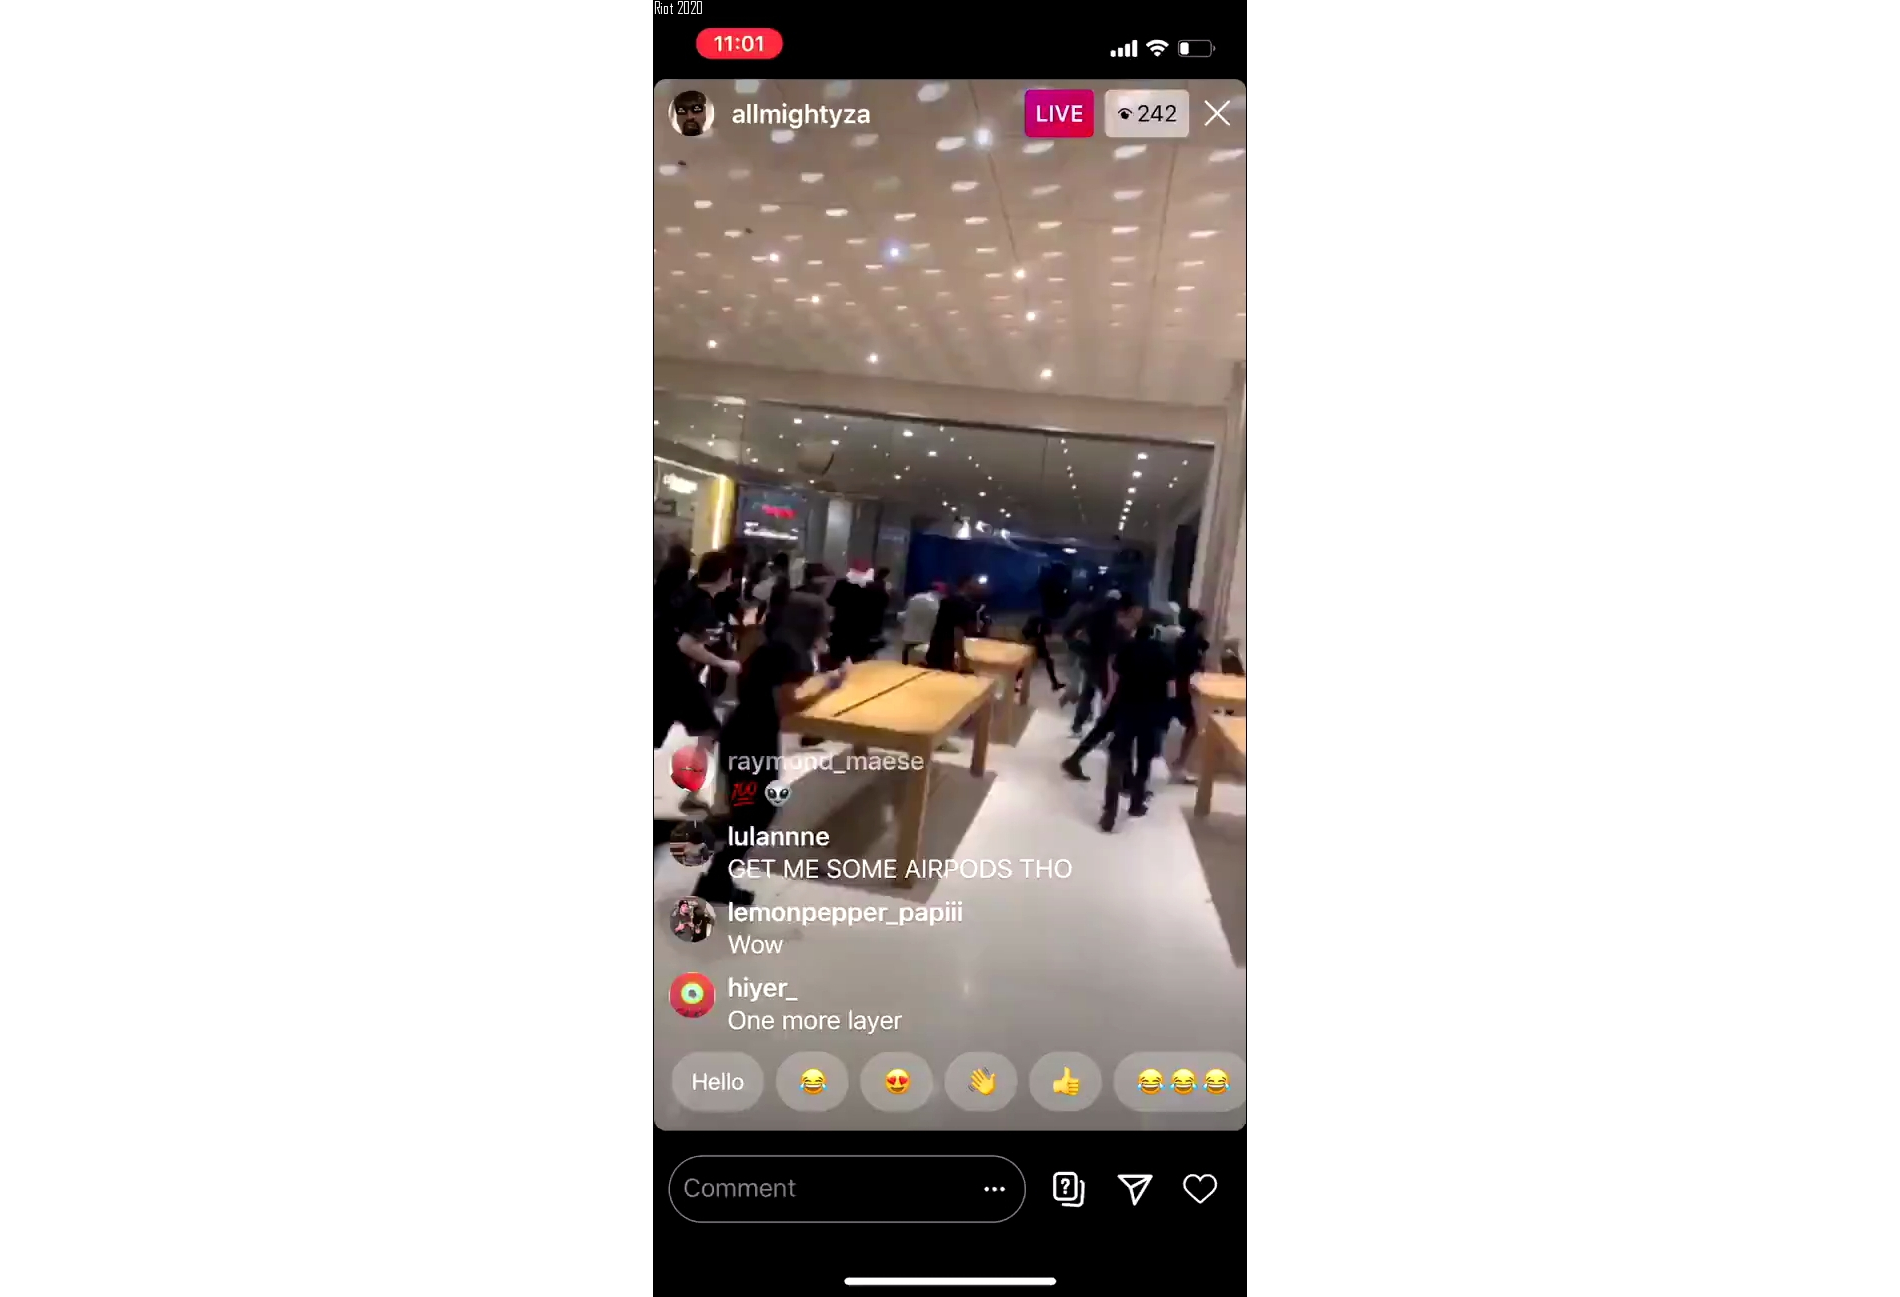 Riot 2020
11:01
allmightyza
LIVE
242
raymond_maese
💯 👽
lulannne
GET ME SOME AIRPODS THO
lemonpepper_papiii
Wow
hiyer_
One more layer
Hello 😂 😍 👋 👍 😂 😂 😂
Comment